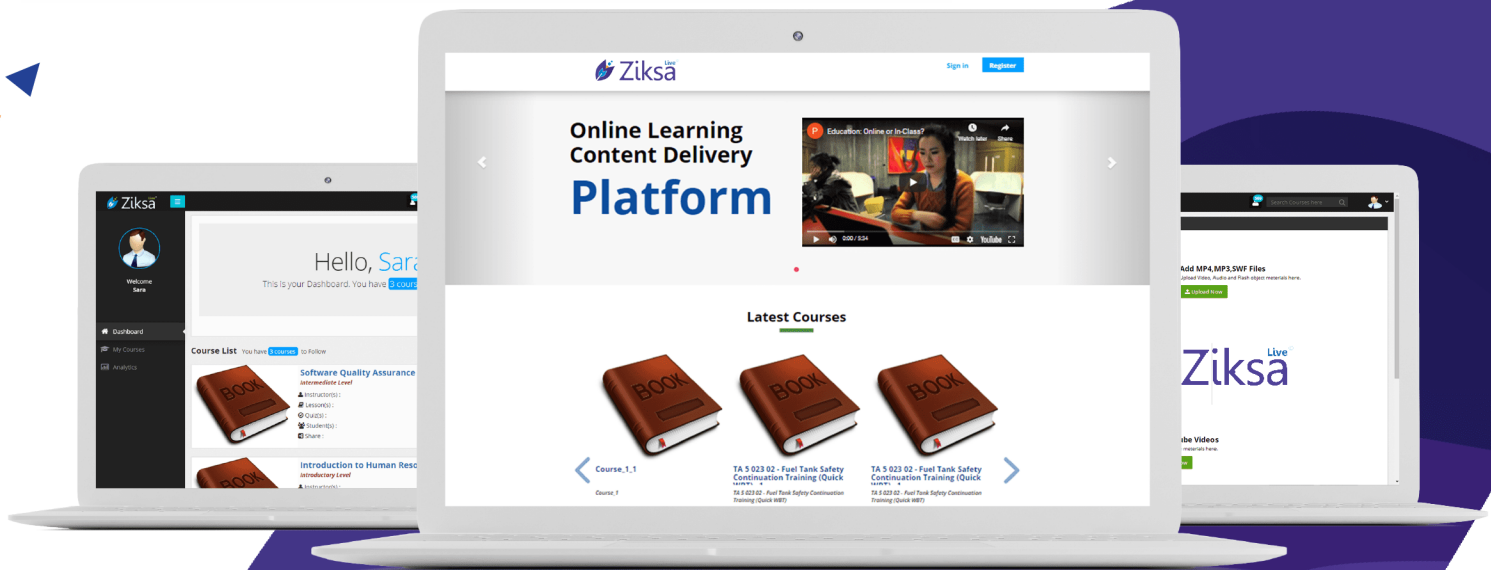 Ziksa
Welcome
Sara
Dashboard
My Courses
Analytics
Hello,
This is your Dashboard. You have 3
Course List You have 3 courses to Follow
BOOK
Software Quality Assurance
Intermediate Level
Instructor(s) :
Lesson(s) :
Quiz(s) :
Student(s) :
Share :
BOOK
Introduction to Human
Introductory Level
Instructor(s) :
Ziksa Live
Sign in
Register
Online Learning
Content Delivery
Platform
P
Education: Online or In-Class?
Watch later
Share
0:00 / 5:34
YouTube
Latest Courses
BOOK
BOOK
BOOK
Course_1_1
Course_1
TA 5 023 02 - Fuel Tank Safety
Continuation Training (Quick
TA 5 023 02 - Fuel Tank Safety Continuation
Training (Quick WBT)
TA 5 023 02 - Fuel Tank Safety
Continuation Training (Quick
TA 5 023 02 - Fuel Tank Safety Continuation
Training (Quick WBT)
Search Courses here
Add MP4,MP3,SWF Files
Upload Video, Audio and Flash object meterials here.
Upload Now
Ziksa Live
Videos
meterials here.